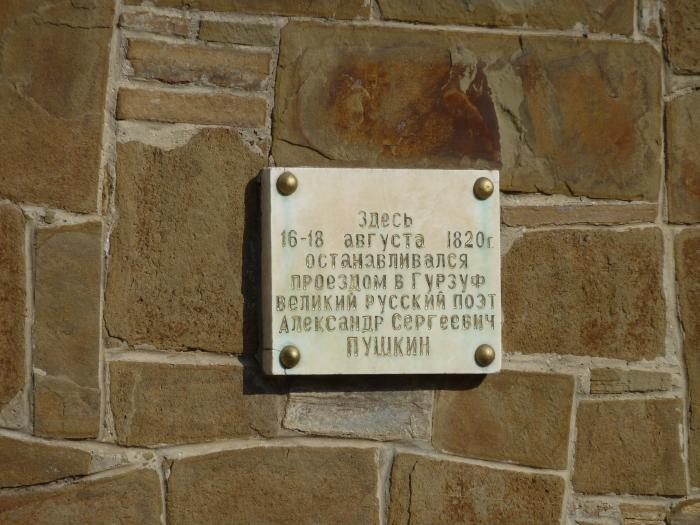 Здесь
16-18 августа 1820г.
останавливался
проездом в Гурзуф
великий русский поэт
Александр Сергеевич
ПУШКИН